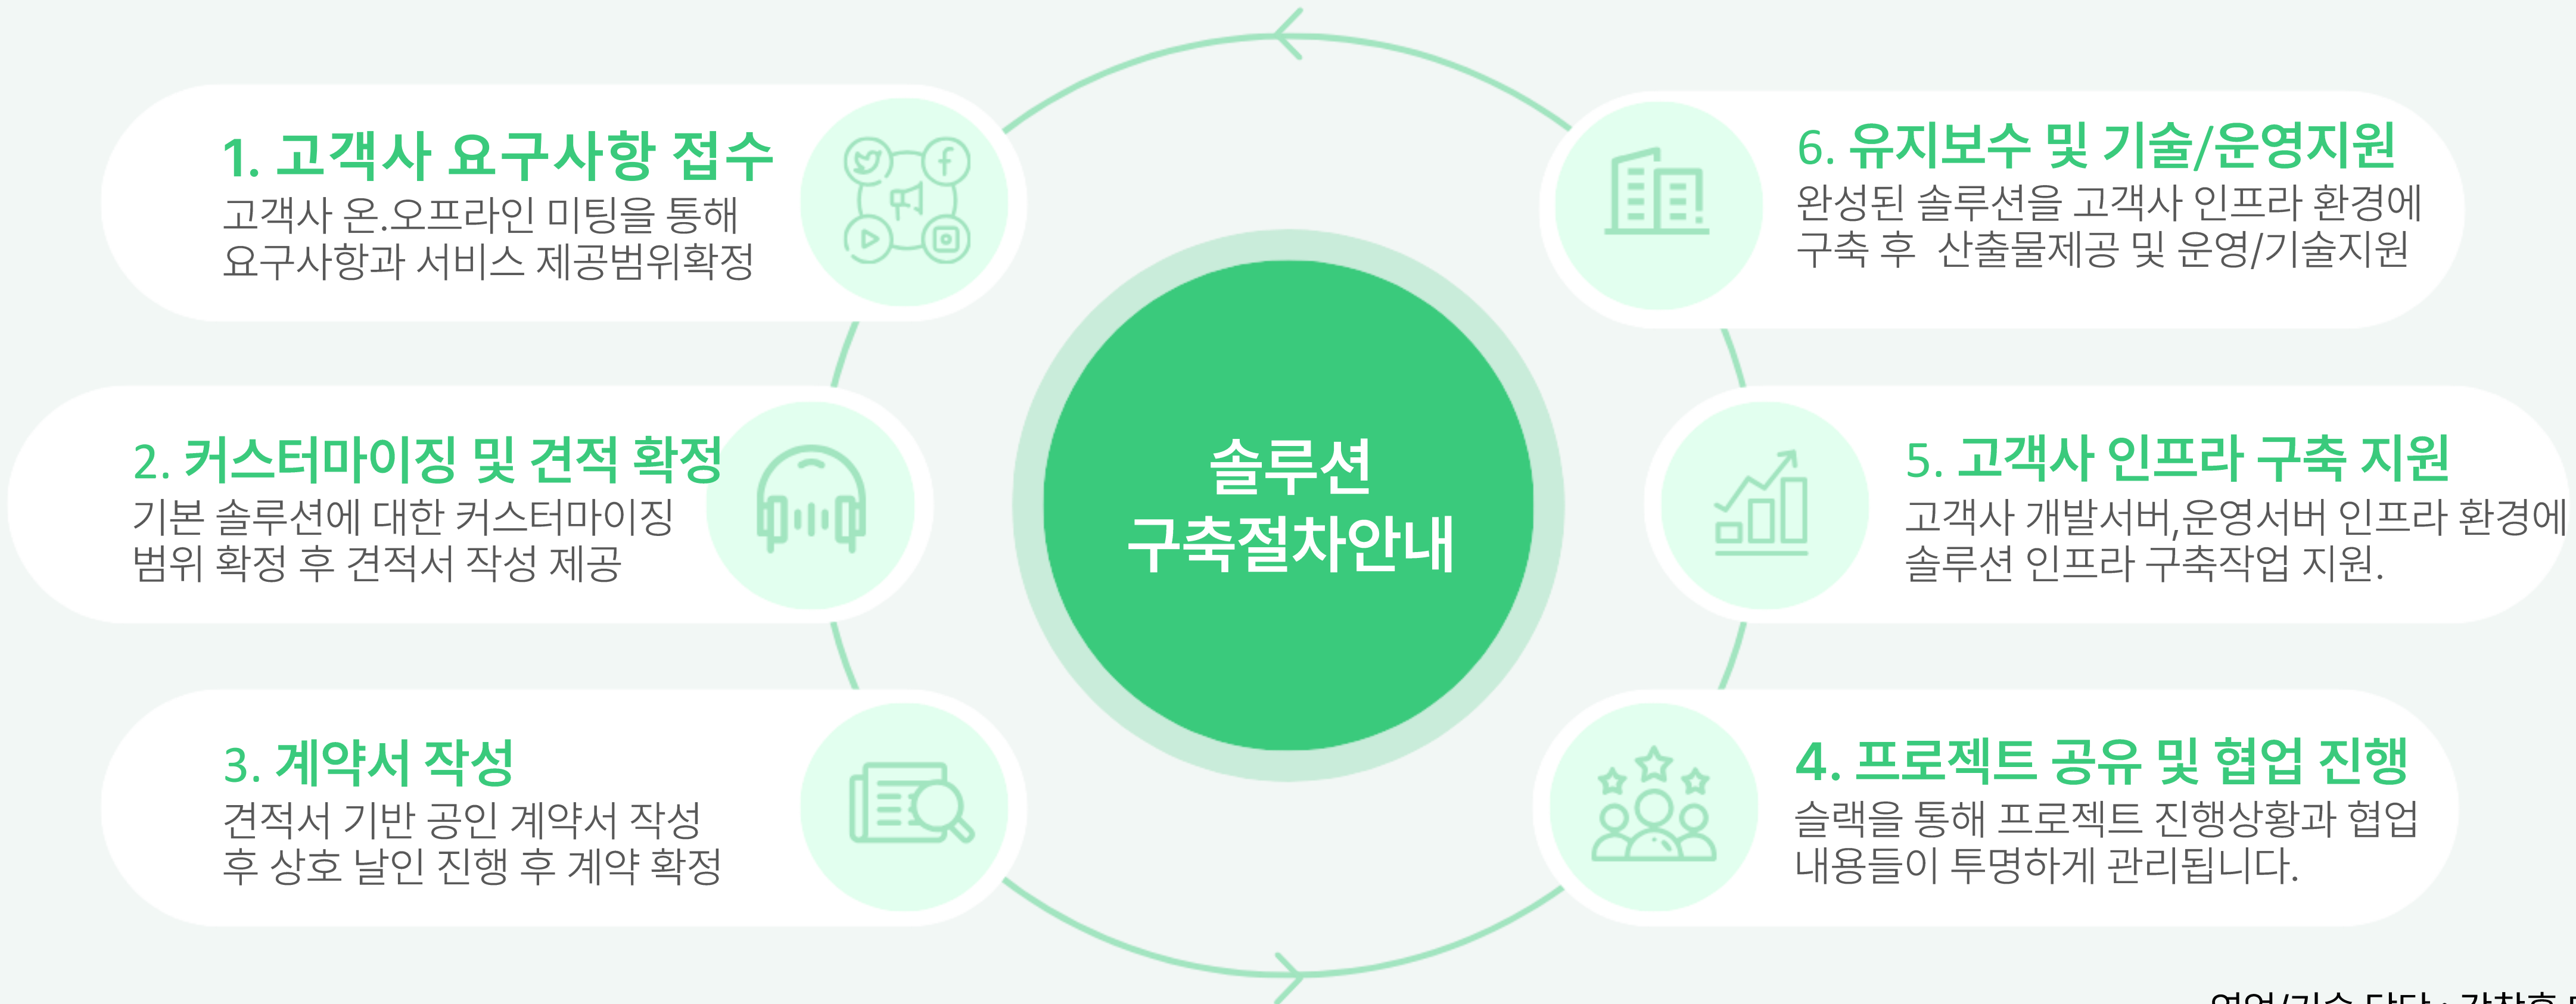 1. 고객사 요구사항 접수
고객사 온.오프라인 미팅을 통해
요구사항과 서비스 제공범위확정
2. 커스터마이징 및 견적 확정
기본 솔루션에 대한 커스터마이징
범위 확정 후 견적서 작성 제공
3. 계약서 작성
견적서 기반 공인 계약서 작성
후 상호 날인 진행 후 계약 확정
솔루션
구축절차안내
6. 유지보수 및 기술/운영지원
완성된 솔루션을 고객사 인프라 환경에
구축 후 산출물제공 및 운영/기술지원
5. 고객사 인프라 구축 지원
고객사 개발서버,운영서버 인프라 환경에
솔루션 인프라 구축작업 지원.
4. 프로젝트 공유 및 협업 진행
슬랙을 통해 프로젝트 진행상황과 협업
내용들이 투명하게 관리됩니다.